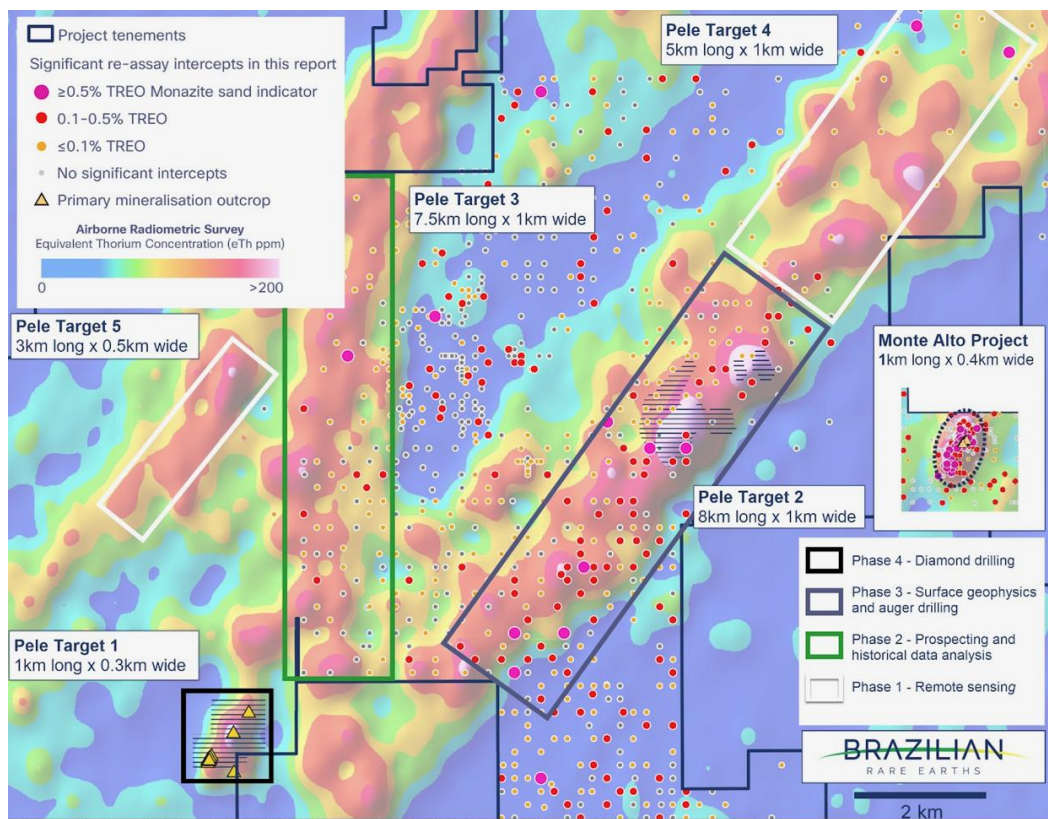 Project tenements
Significant re-assay intercepts in this report
≥0.5% TREO Monazite sand indicator
0.1–0.5% TREO
≤0.1% TREO
No significant intercepts
Primary mineralisation outcrop
Airborne Radiometric Survey
Equivalent Thorium Concentration (eTh ppm)
0 >200
Pele Target 4
5km long x 1km wide
Pele Target 3
7.5km long x 1km wide
Pele Target 5
3km long x 0.5km wide
Monte Alto Project
1km long x 0.4km wide
Pele Target 2
8km long x 1km wide
Pele Target 1
1km long x 0.3km wide
Phase 4 - Diamond drilling
Phase 3 - Surface geophysics
and auger drilling
Phase 2 - Prospecting and
historical data analysis
Phase 1 - Remote sensing
BRAZILIAN
RARE EARTHS
2 km